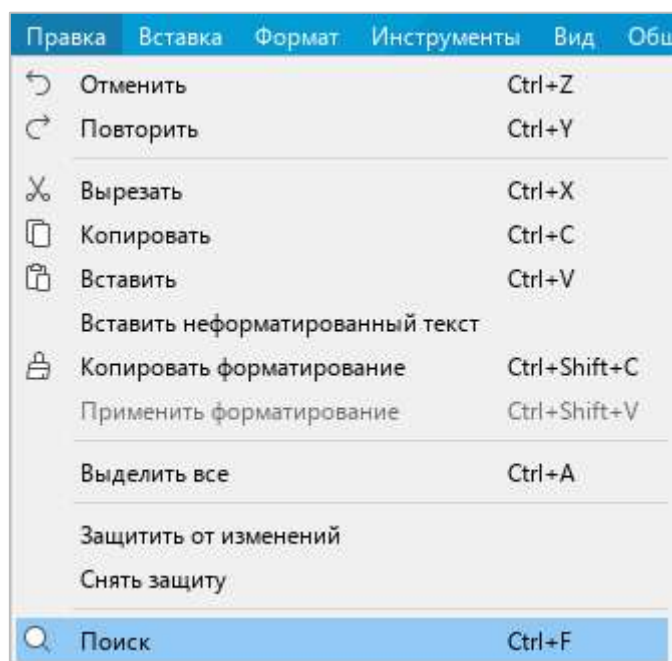 Правка Вставка Формат Инструменты Вид
Отменить Ctrl+Z
Повторить Ctrl+Y
Вырезать Ctrl+X
Копировать Ctrl+C
Вставить Ctrl+V
Вставить неформатированный текст
Копировать форматирование Ctrl+Shift+C
Применить форматирование Ctrl+Shift+V
Выделить все Ctrl+A
Защитить от изменений
Снять защиту
Поиск Ctrl+F